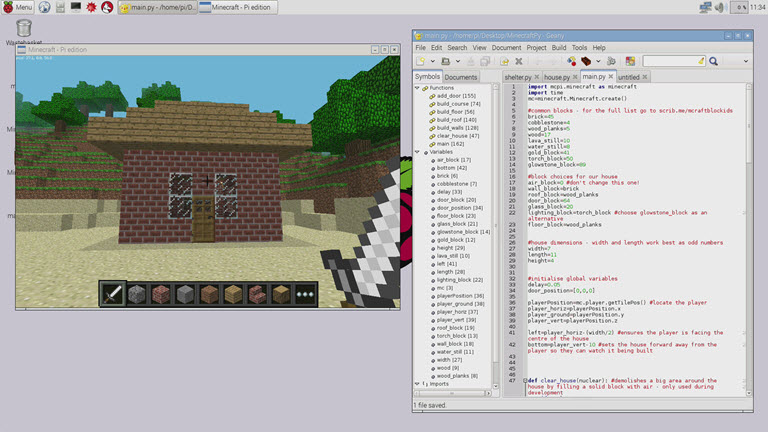 Menu
main.py - /home/pi/D...
Minecraft - Pi edition
0 %
11:34
Wastebasket
Minecraft - Pi edition
main.py - /home/pi/Desktop/MinecraftPy - Geany
File Edit Search View Document Project Build Tools Help
Symbols Documents
shelter.py house.py main.py untitled
Functions
add_door [155]
build_course [74]
build_floor [56]
build_roof [140]
build_walls [128]
clear_house [47]
main [162]
Variables
air_block [17]
bottom [42]
brick [6]
cobblestone [7]
delay [33]
door_block [20]
door_position [34]
floor_block [23]
glass_block [21]
glowstone_block [14]
gold_block [12]
height [29]
lava_still [10]
left [41]
length [28]
lighting_block [22]
mc [3]
playerPosition [36]
player_ground [38]
player_horiz [37]
player_vert [39]
roof_block [19]
torch_block [13]
wall_block [18]
water_still [11]
width [27]
wood [9]
wood_planks [8]
Imports
1 import mcpi.minecraft as minecraft
2 import time
3 mc=minecraft.Minecraft.create()
4
5 #common blocks - for the full list go to scrib.me/mcraftblockids
6 brick=45
7 cobblestone=4
8 wood_planks=5
9 wood=17
10 lava_still=10
11 water_still=8
12 gold_block=41
13 torch_block=50
14 glowstone_block=89
15
16 #block choices for our house
17 air_block=0 #don't change this one!
18 wall_block=brick
19 roof_block=wood_planks
20 door_block=64
21 glass_block=20
22 lighting_block=torch_block #choose glowstone_block as an
alternative
23 floor_block=wood_planks
24
25
26 #house dimensions - width and length work best as odd numbers
27 width=7
28 length=11
29 height=4
30
31
32 #initialise global variables
33 delay=0.05
34 door_position=[0,0,0]
35
36 playerPosition=mc.player.getTilePos() #locate the player
37 player_horiz=playerPosition.x
38 player_ground=playerPosition.y
39 player_vert=playerPosition.z
40
41 left=player_horiz-(width/2) #ensures the player is facing the
centre of the house
42 bottom=player_vert-10 #sets the house forward away from the
player so they can watch it being built
43
44
45
46
47 def clear_house(nuclear): #demolishes a big area around the
house by filling a solid block with air - only used during
development
1 file saved.